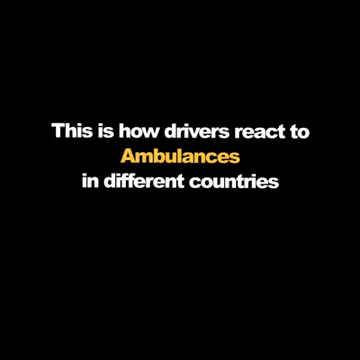 This is how drivers react to
Ambulances
in different countries